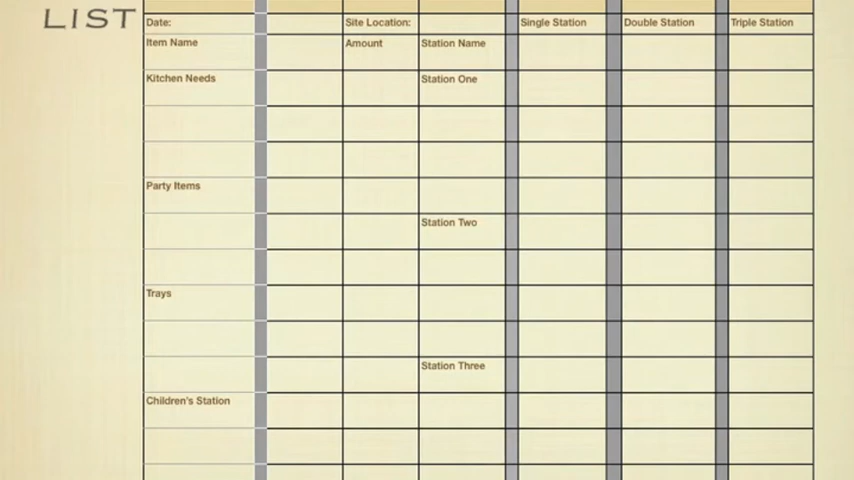 LIST
Date: Site Location: Single Station Double Station Triple Station
Item Name Amount Station Name
Kitchen Needs Station One
Party Items
Station Two
Trays
Station Three
Children's Station